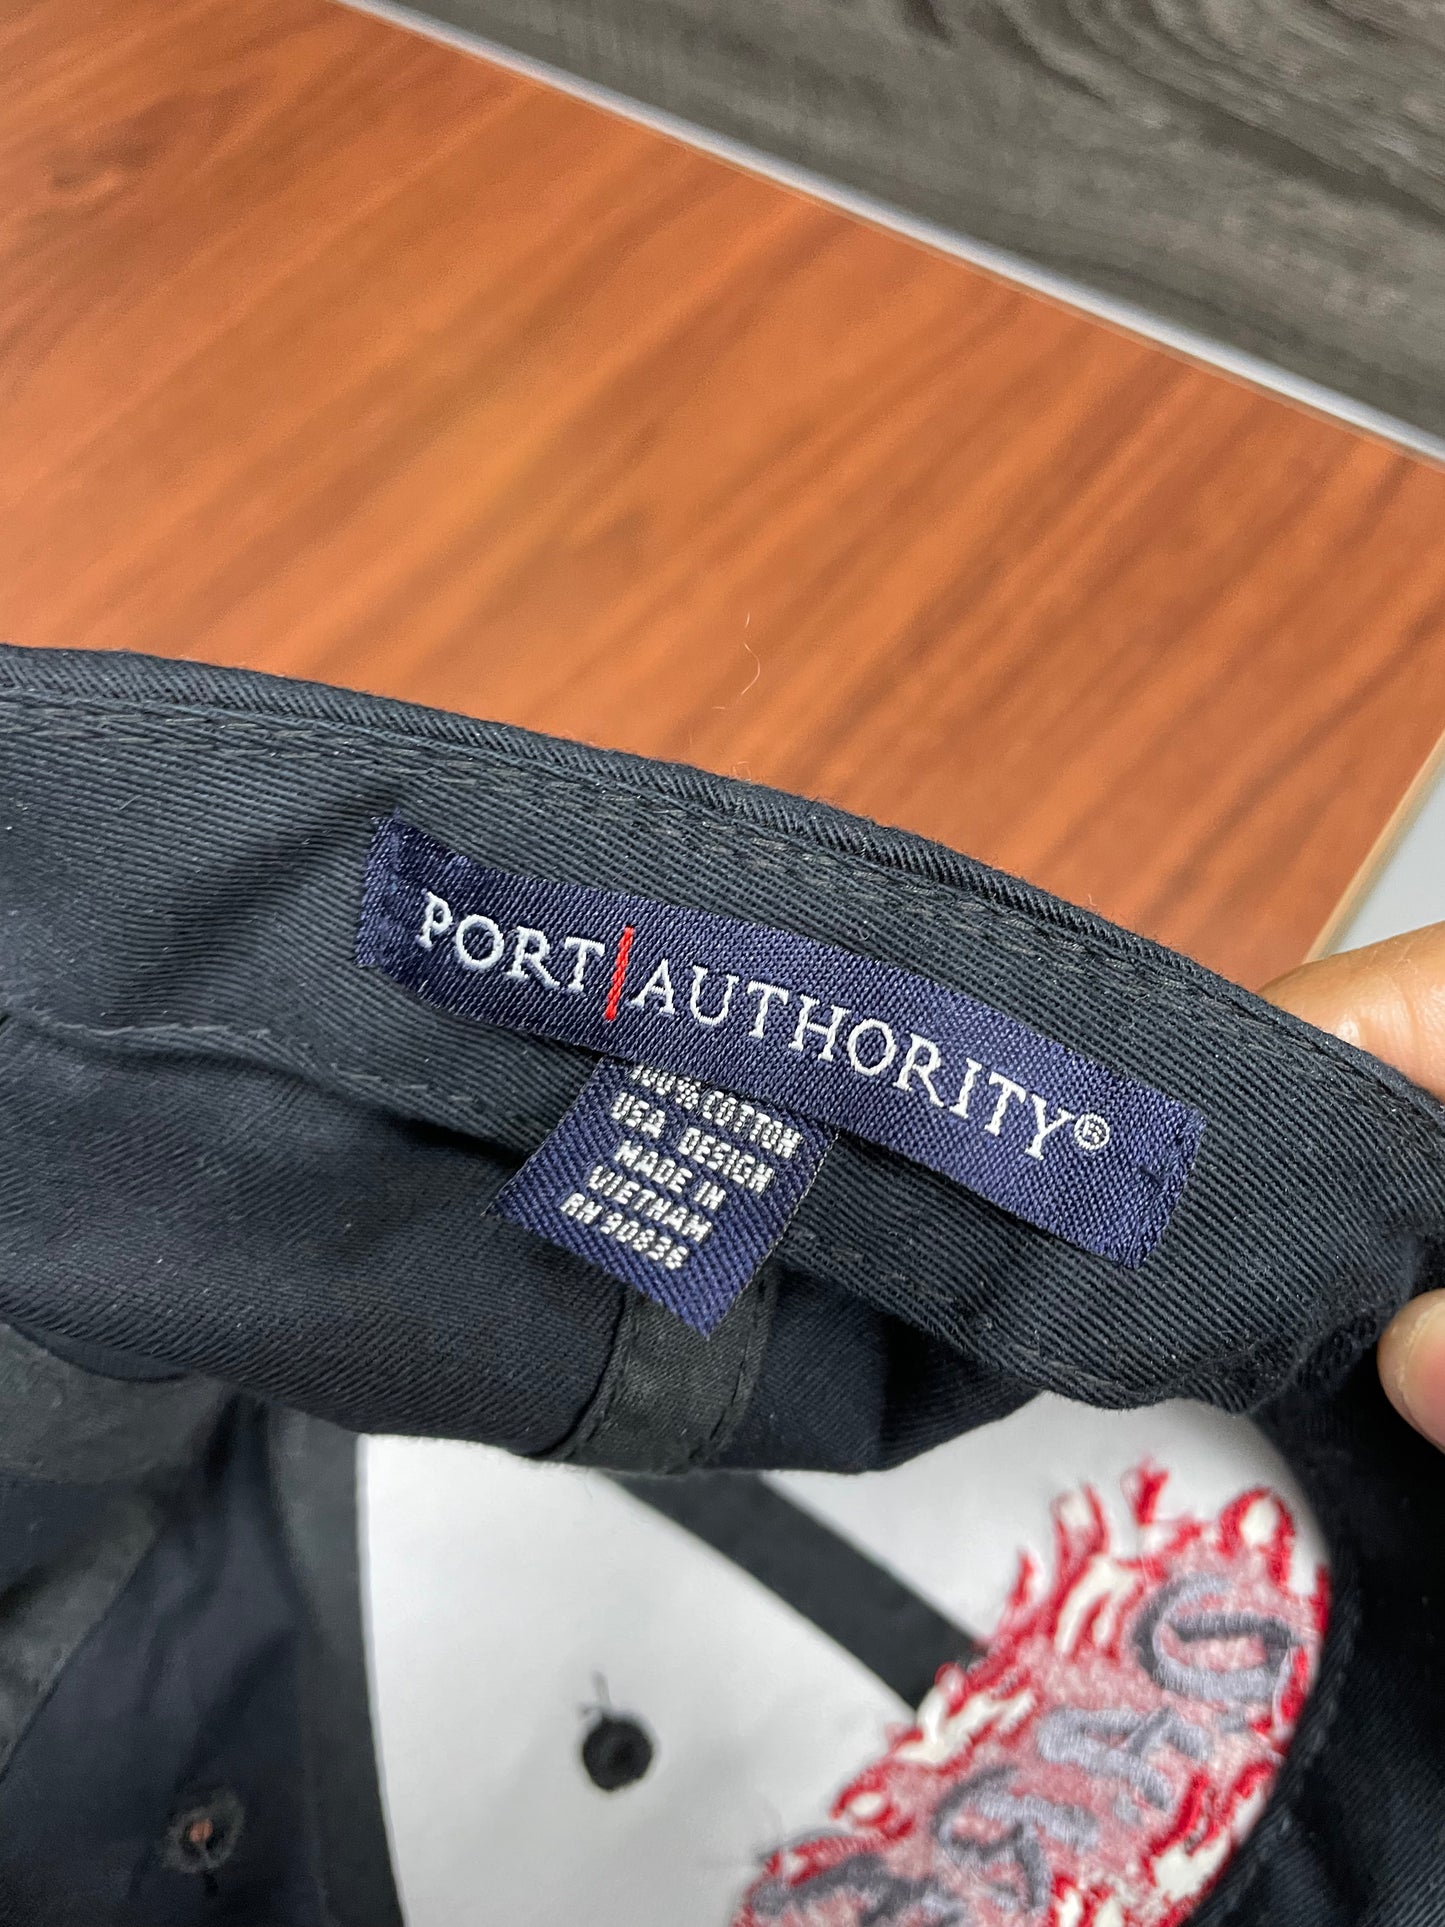 PORT|AUTHORITY®
100% COTTON
USA DESIGN
MADE IN
VIETNAM
RN 90836